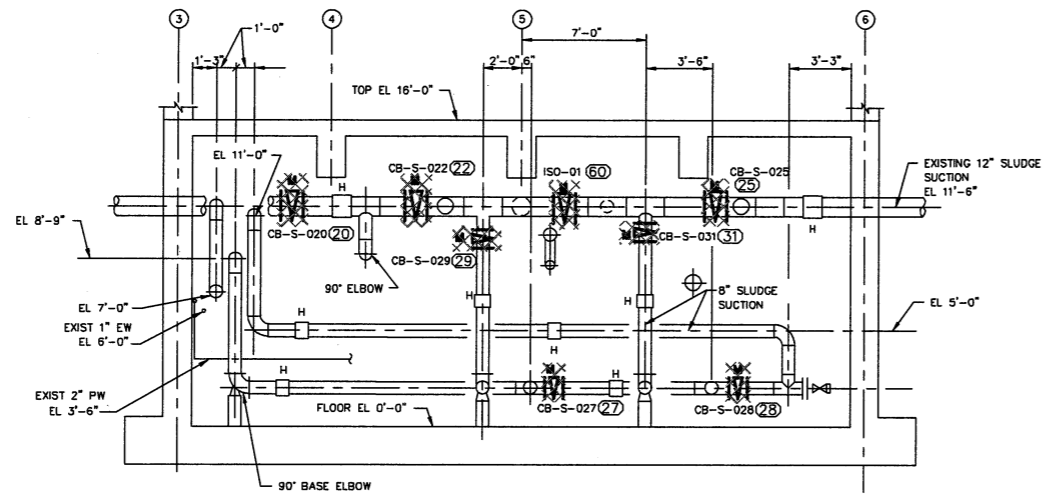 3
4
5
6
7'-0"
1'-0"
1'-3"
2'-0"
6"
3'-6"
3'-3"
TOP EL 16'-0"
EL 11'-0"
CB-S-022 22
ISO-01 60
CB-S-025
25
EXISTING 12" SLUDGE
SUCTION
EL 11'-6"
M
M
M
M
H
H
EL 8'-9"
CB-S-020 20
CB-S-029 29
M
M
CB-S-031 31
90° ELBOW
EL 7'-0"
EXIST 1" EW
EL 6'-0"
8" SLUDGE
SUCTION
EL 5'-0"
H
H
H
H
EXIST 2" PW
EL 3'-6"
H
M
H
M
CB-S-027 27
CB-S-028 28
FLOOR EL 0'-0"
90° BASE ELBOW